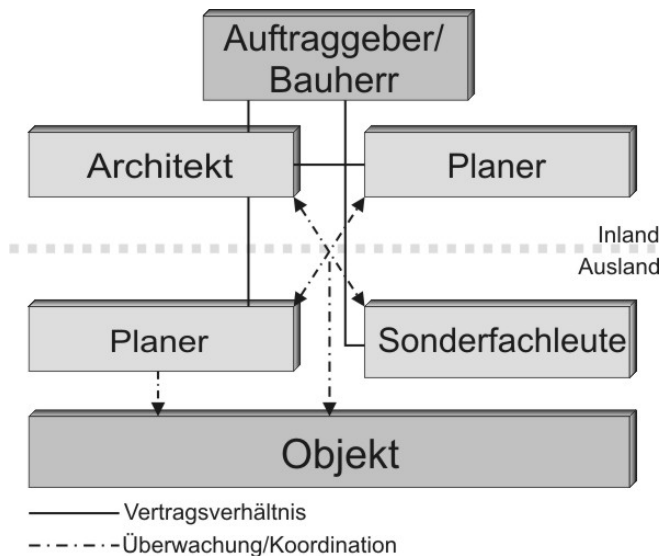 Auftraggeber/
Bauherr
Architekt
Planer
Inland
Ausland
Planer
Sonderfachleute
Objekt
Vertragsverhältnis
Überwachung/Koordination